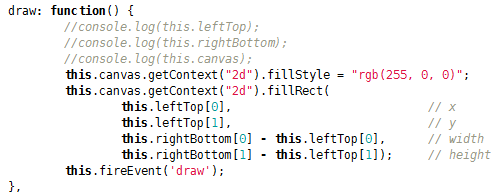 draw: function() {
//console.log(this.leftTop);
//console.log(this.rightBottom);
//console.log(this.canvas);
this.canvas.getContext("2d").fillStyle = "rgb(255, 0, 0)";
this.canvas.getContext("2d").fillRect(
this.leftTop[0], // x
this.leftTop[1], // y
this.rightBottom[0] - this.leftTop[0], // width
this.rightBottom[1] - this.leftTop[1]); // height
this.fireEvent('draw');
},